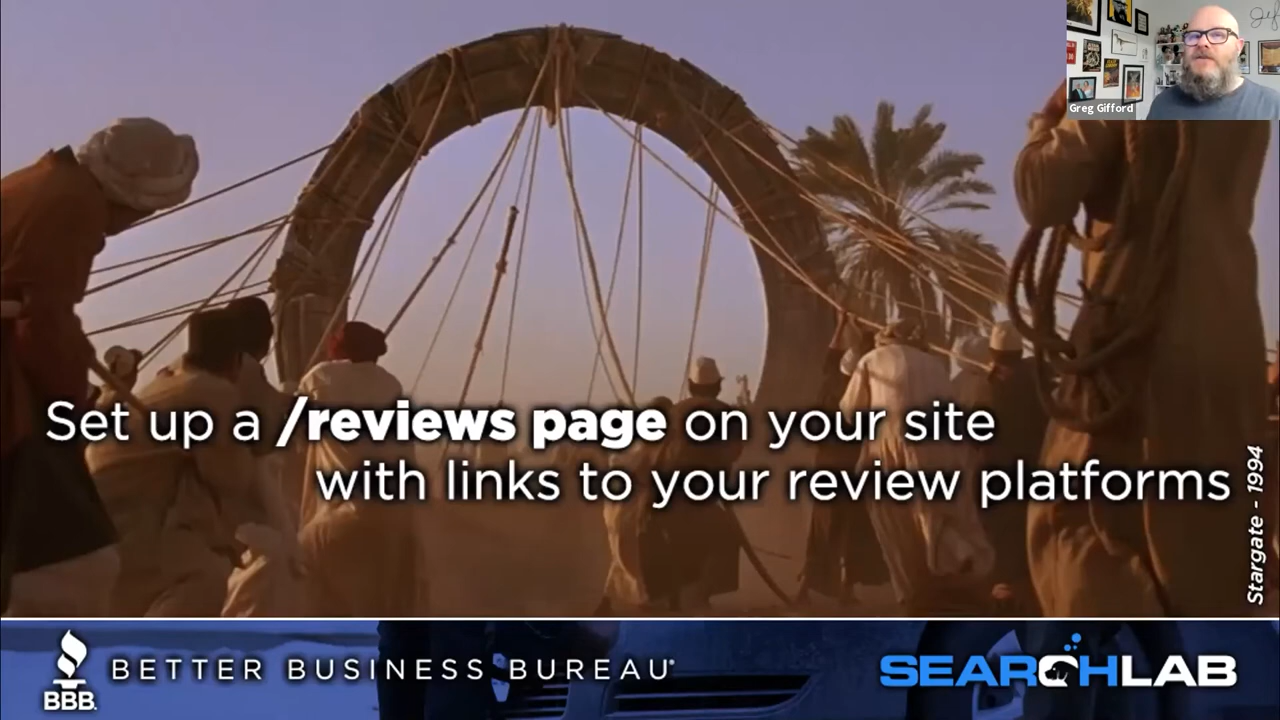 Greg Gifford
Set up a /reviews page on your site
with links to your review platforms
Stargate - 1994
BBB.
BETTER BUSINESS BUREAU®
SEARCHLAB